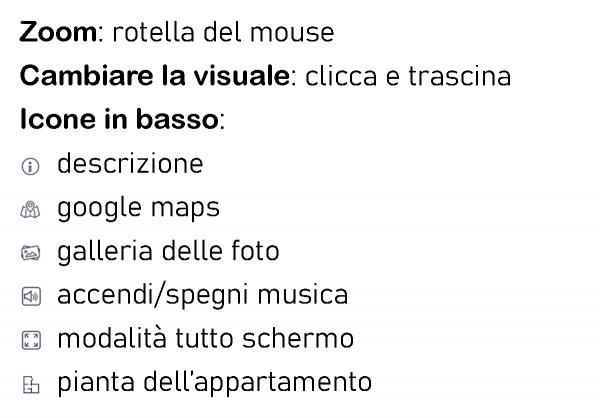 Zoom: rotella del mouse
Cambiare la visuale: clicca e trascina
Icone in basso:
descrizione
google maps
galleria delle foto
accendi/spegni musica
modalità tutto schermo
pianta dell'appartamento